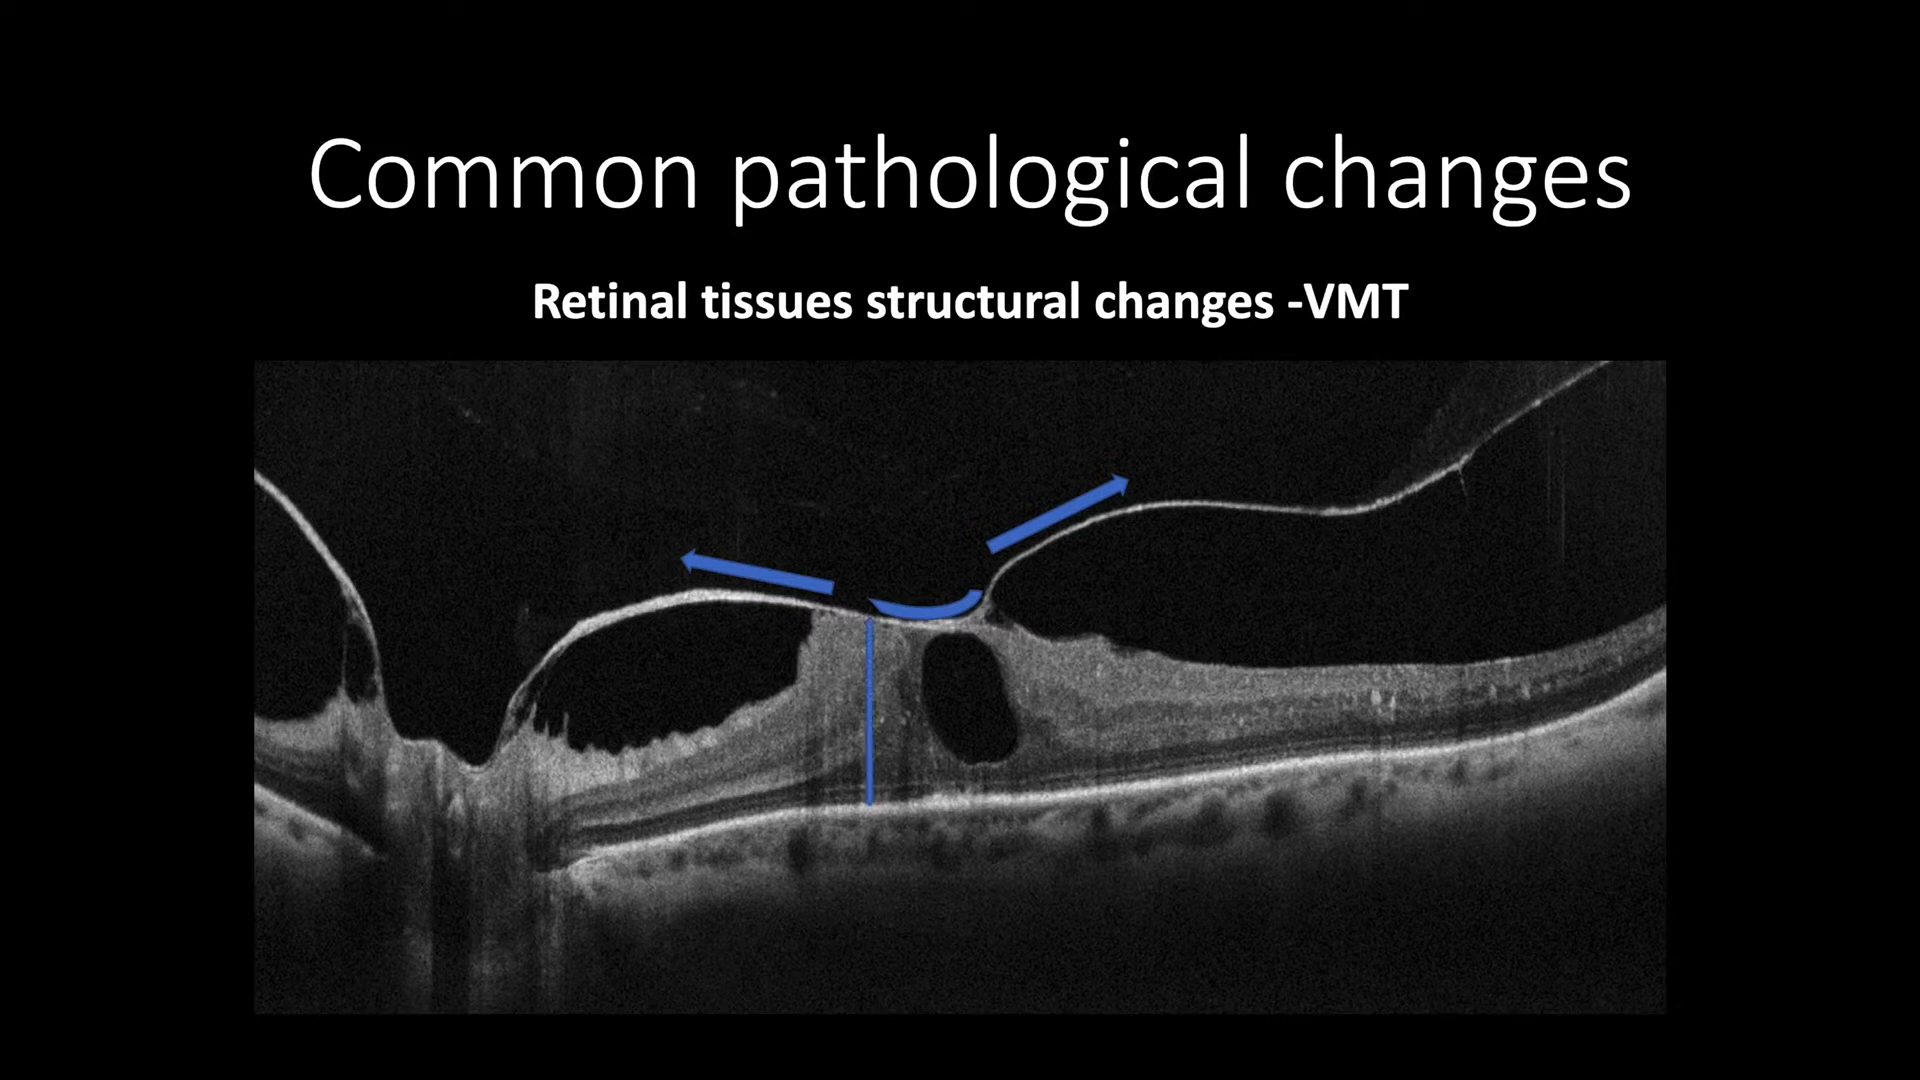 Common pathological changes
Retinal tissues structural changes -VMT